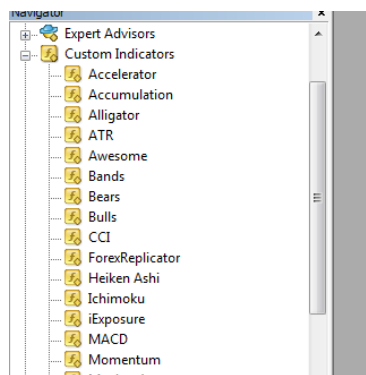 Navigator
x
Expert Advisors
Custom Indicators
Accelerator
Accumulation
Alligator
ATR
Awesome
Bands
Bears
Bulls
CCI
ForexReplicator
Heiken Ashi
Ichimoku
iExposure
MACD
Momentum